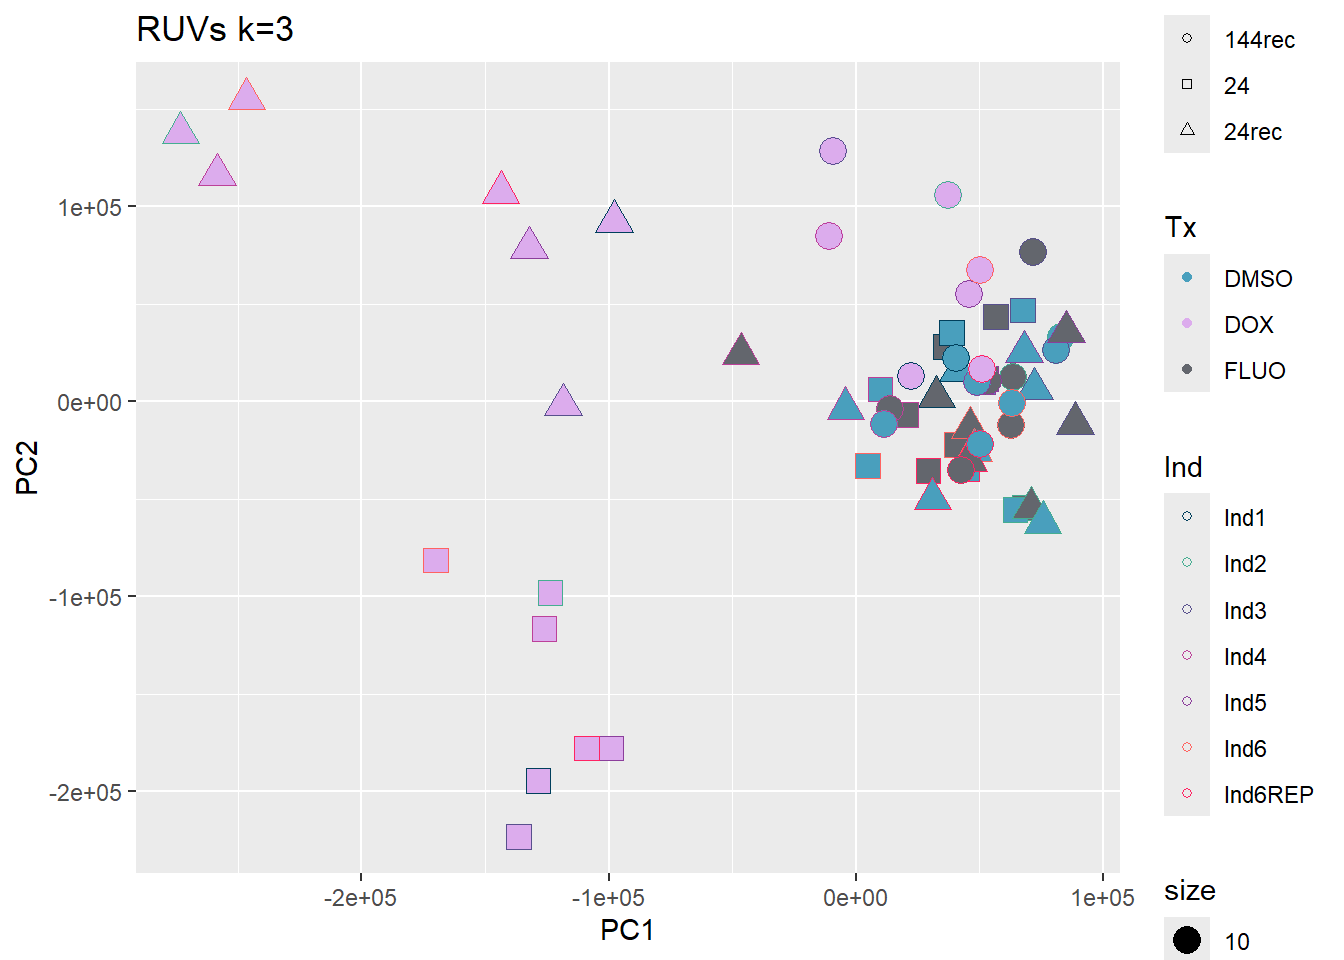 RUVs k=3
1e+05
0e+00
-1e+05
-2e+05
PC2
-2e+05
-1e+05
0e+00
1e+05
PC1
144rec
24
24rec
Tx
DMSO
DOX
FLUO
Ind
Ind1
Ind2
Ind3
Ind4
Ind5
Ind6
Ind6REP
size
10